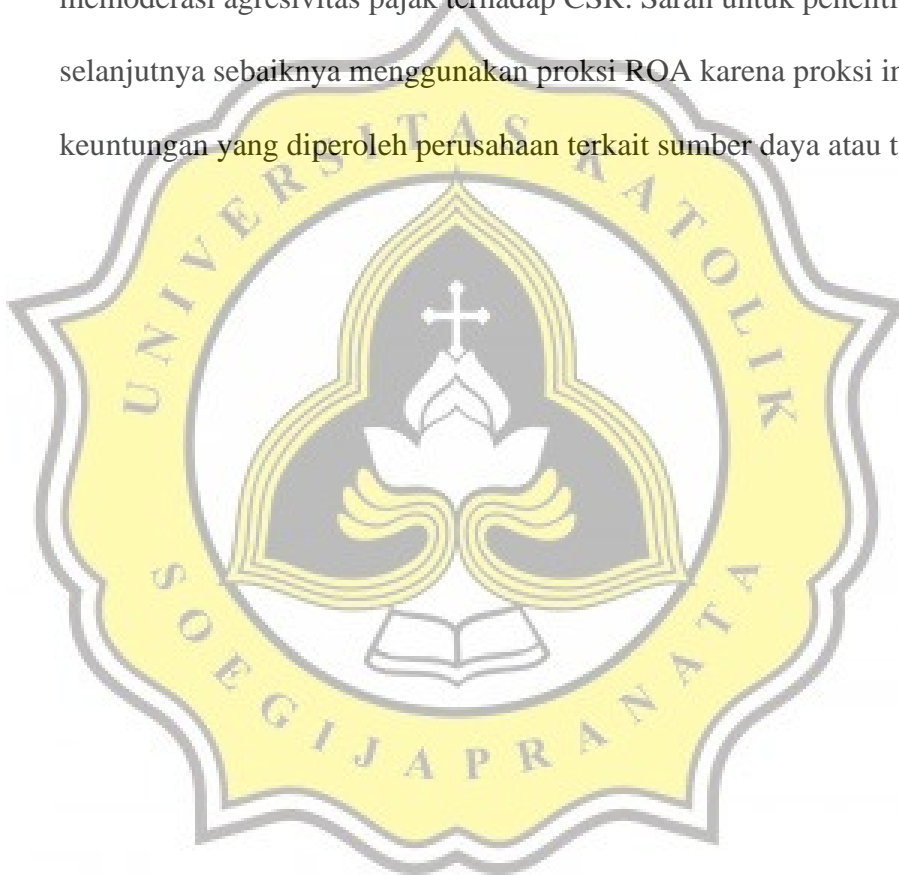 memoderasi agresivitas pajak terhadap CSR. Saran untuk
selanjutnya sebaiknya menggunakan proksi ROA karena proksi
keuntungan yang diperoleh perusahaan terkait sumber daya atau
UNIVERSITAS KATOLIK
SOEGIJAPRANATA